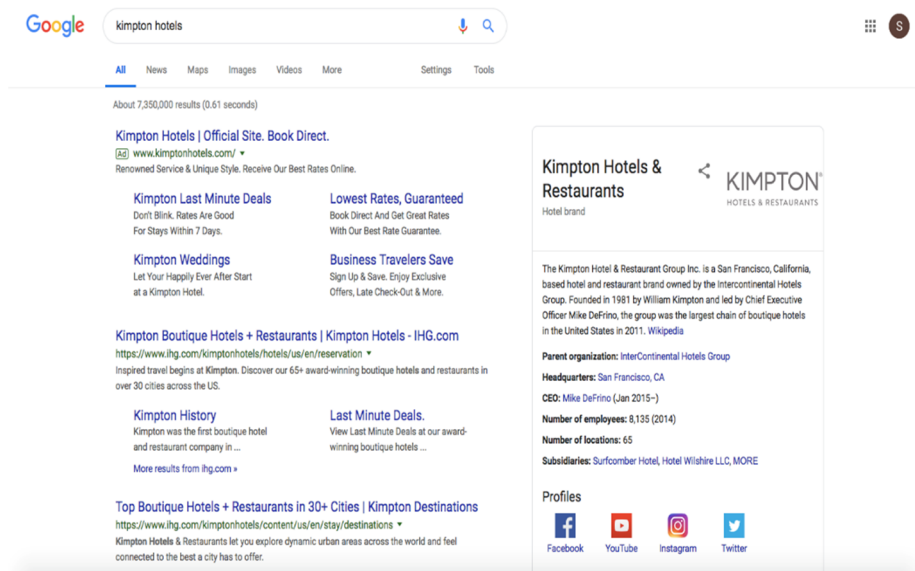 Google
kimpton hotels
S
All News Maps Images Videos More Settings Tools
About 7,350,000 results (0.61 seconds)
Kimpton Hotels | Official Site. Book Direct.
Ad www.kimptonhotels.com/
Renowned Service & Unique Style. Receive Our Best Rates Online.
Kimpton Last Minute Deals
Don't Blink. Rates Are Good
For Stays Within 7 Days.
Lowest Rates, Guaranteed
Book Direct And Get Great Rates
With Our Best Rate Guarantee.
Kimpton Weddings
Let Your Happily Ever After Start
at a Kimpton Hotel.
Business Travelers Save
Sign Up & Save. Enjoy Exclusive
Offers, Late Check-Out & More.
Kimpton Boutique Hotels + Restaurants | Kimpton Hotels - IHG.com
https://www.ihg.com/kimptonhotels/hotels/us/en/reservation
Inspired travel begins at Kimpton. Discover our 65+ award-winning boutique hotels and restaurants in
over 30 cities across the US.
Kimpton History
Kimpton was the first boutique hotel
and restaurant company in ...
Last Minute Deals.
View Last Minute Deals at our award-
winning boutique hotels ...
More results from ihg.com »
Top Boutique Hotels + Restaurants in 30+ Cities | Kimpton Destinations
https://www.ihg.com/kimptonhotels/content/us/en/stay/destinations
Kimpton Hotels & Restaurants let you explore dynamic urban areas across the world and feel
connected to the best a city has to offer.
Kimpton Hotels &
Restaurants
Hotel brand
KIMPTON®
HOTELS & RESTAURANTS
The Kimpton Hotel & Restaurant Group Inc. is a San Francisco, California,
based hotel and restaurant brand owned by the Intercontinental Hotels
Group. Founded in 1981 by William Kimpton and led by Chief Executive
Officer Mike DeFrino, the group was the largest chain of boutique hotels
in the United States in 2011. Wikipedia
Parent organization: InterContinental Hotels Group
Headquarters: San Francisco, CA
CEO: Mike DeFrino (Jan 2015–)
Number of employees: 8,135 (2014)
Number of locations: 65
Subsidiaries: Surfcomber Hotel, Hotel Wilshire LLC, MORE
Profiles
Facebook YouTube Instagram Twitter